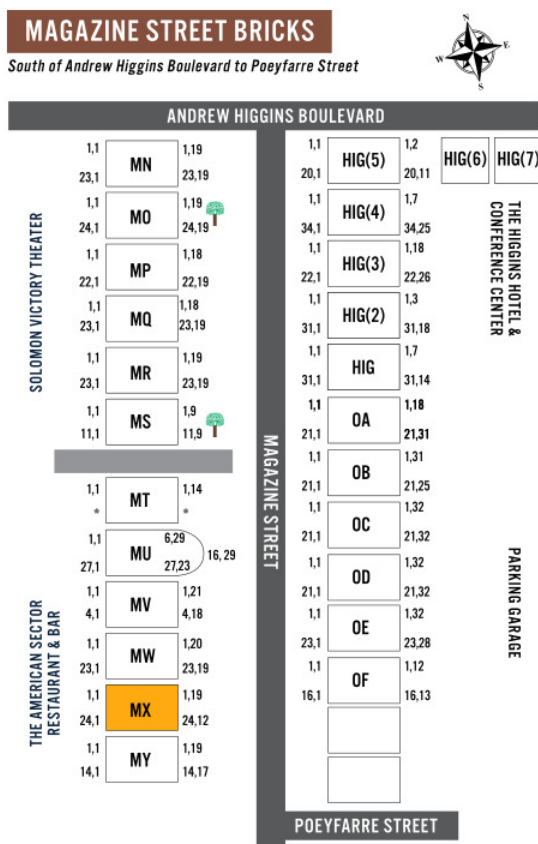 MAGAZINE STREET BRICKS
South of Andrew Higgins Boulevard to Poeyfarre Street
N
W E
S
ANDREW HIGGINS BOULEVARD
SOLOMON VICTORY THEATER
1,1 MN 1,19
23,1 23,19
1,1 MO 1,19
24,1 24,19
1,1 MP 1,18
22,1 22,19
1,1 MQ 1,18
23,1 23,19
1,1 MR 1,19
23,1 23,19
1,1 MS 1,9
11,1 11,9
THE AMERICAN SECTOR
RESTAURANT & BAR
1,1 MT 1,14
* *
1,1 MU 6,29
16, 29
27,1 27,23
1,1 MV 1,21
4,1 4,18
1,1 MW 1,20
23,1 23,19
1,1 MX 1,19
24,1 24,12
1,1 MY 1,19
14,1 14,17
MAGAZINE STREET
1,1 HIG(5) 1,2 HIG(6) HIG(7)
20,1 20,11
1,1 HIG(4) 1,7
34,1 34,25
1,1 HIG(3) 1,18
22,1 22,26
1,1 HIG(2) 1,3
31,1 31,18
1,1 HIG 1,7
31,1 31,14
1,1 OA 1,18
21,1 21,31
1,1 OB 1,31
21,1 21,25
1,1 OC 1,32
21,1 21,32
1,1 OD 1,32
21,1 21,32
1,1 OE 1,32
23,1 23,28
1,1 OF 1,12
16,1 16,13
THE HIGGINS HOTEL &
CONFERENCE CENTER
PARKING GARAGE
POEYFARRE STREET